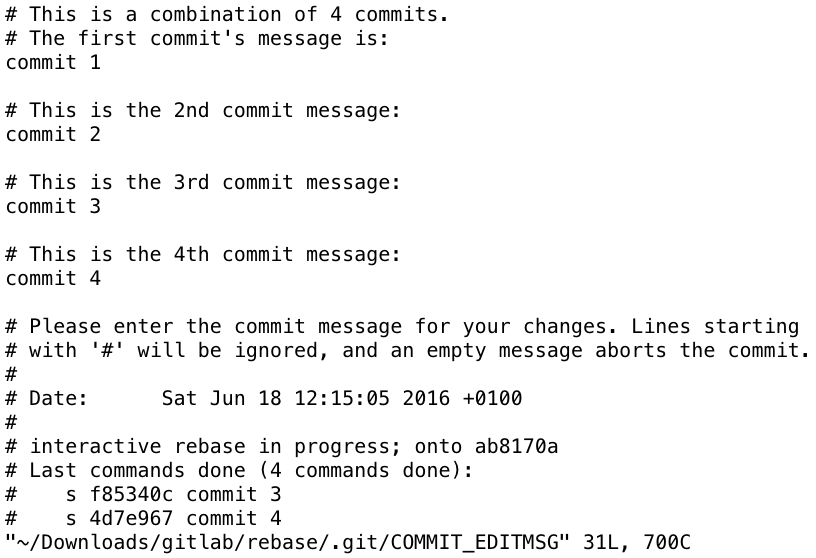 # This is a combination of 4 commits.
# The first commit's message is:
commit 1

# This is the 2nd commit message:
commit 2

# This is the 3rd commit message:
commit 3

# This is the 4th commit message:
commit 4

# Please enter the commit message for your changes. Lines starting
# with '#' will be ignored, and an empty message aborts the commit.
#
# Date:      Sat Jun 18 12:15:05 2016 +0100
#
# interactive rebase in progress; onto ab8170a
# Last commands done (4 commands done):
#    s f85340c commit 3
#    s 4d7e967 commit 4
"~/Downloads/gitlab/rebase/.git/COMMIT_EDITMSG" 31L, 700C